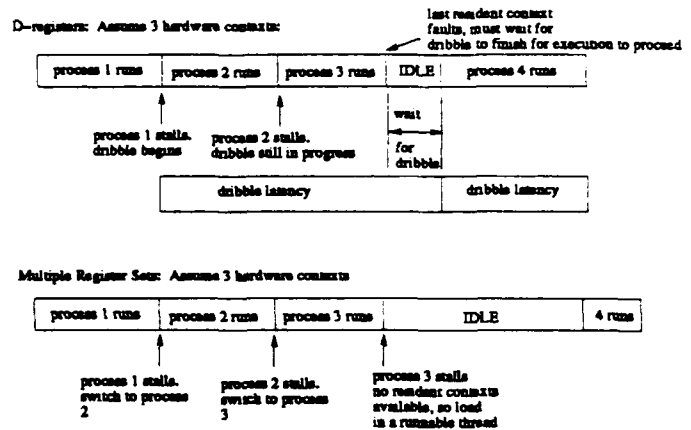 D-registers: Assume 3 hardware contexts:
last resident context
faults, must wait for
dribble to finish for execution to proceed
process 1 runs
process 2 runs
process 3 runs
IDLE
process 4 runs
process 1 stalls.
dribble begins
process 2 stalls.
dribble still in progress
wait
for
dribble
dribble latency
dribble latency
Multiple Register Sets: Assume 3 hardware contexts
process 1 runs
process 2 runs
process 3 runs
IDLE
4 runs
process 1 stalls.
switch to process
2
process 2 stalls.
switch to process
3
process 3 stalls
no resident contexts
available, so load
in a runnable thread